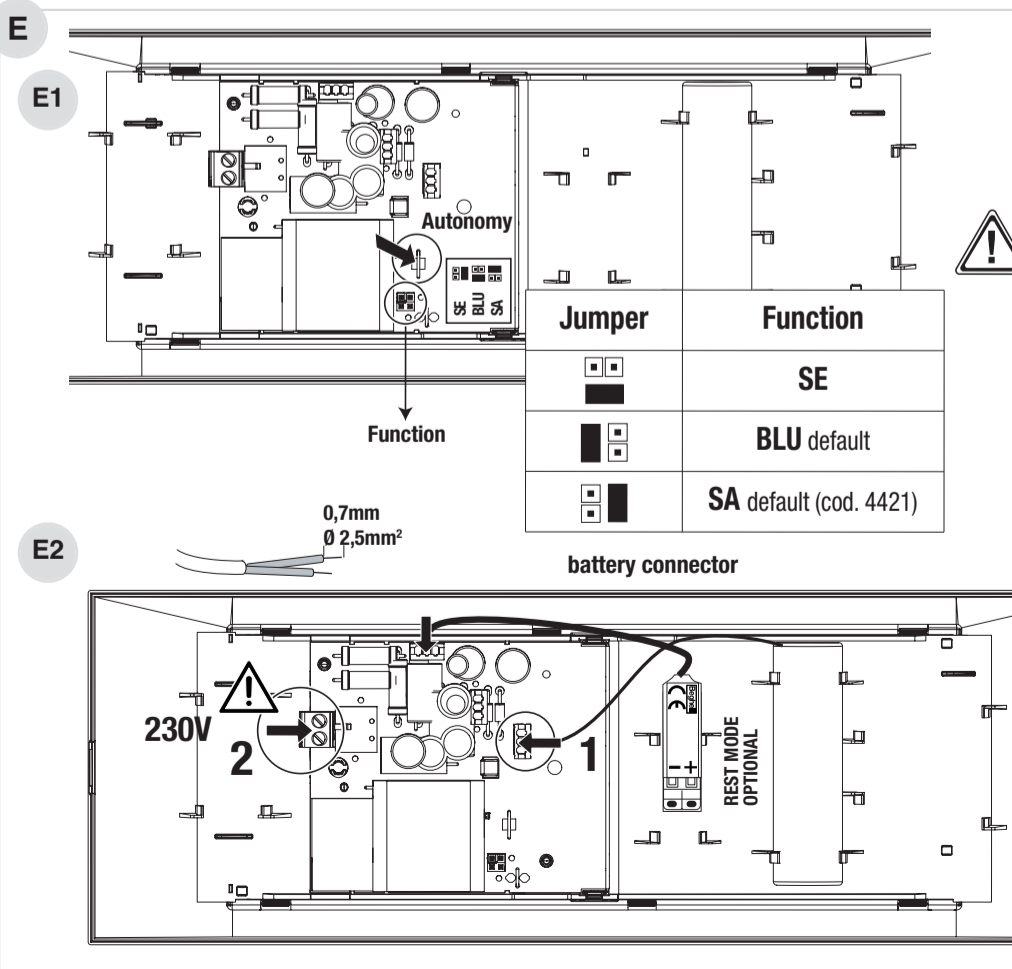 E
E1
Autonomy
SE
BLU
SA
Function
Jumper Function
SE
BLU default
SA default (cod. 4421)
E2
0,7mm
Ø 2,5mm²
battery connector
230V
2
1
CE
Beghelli
- +
REST MODE
OPTIONAL